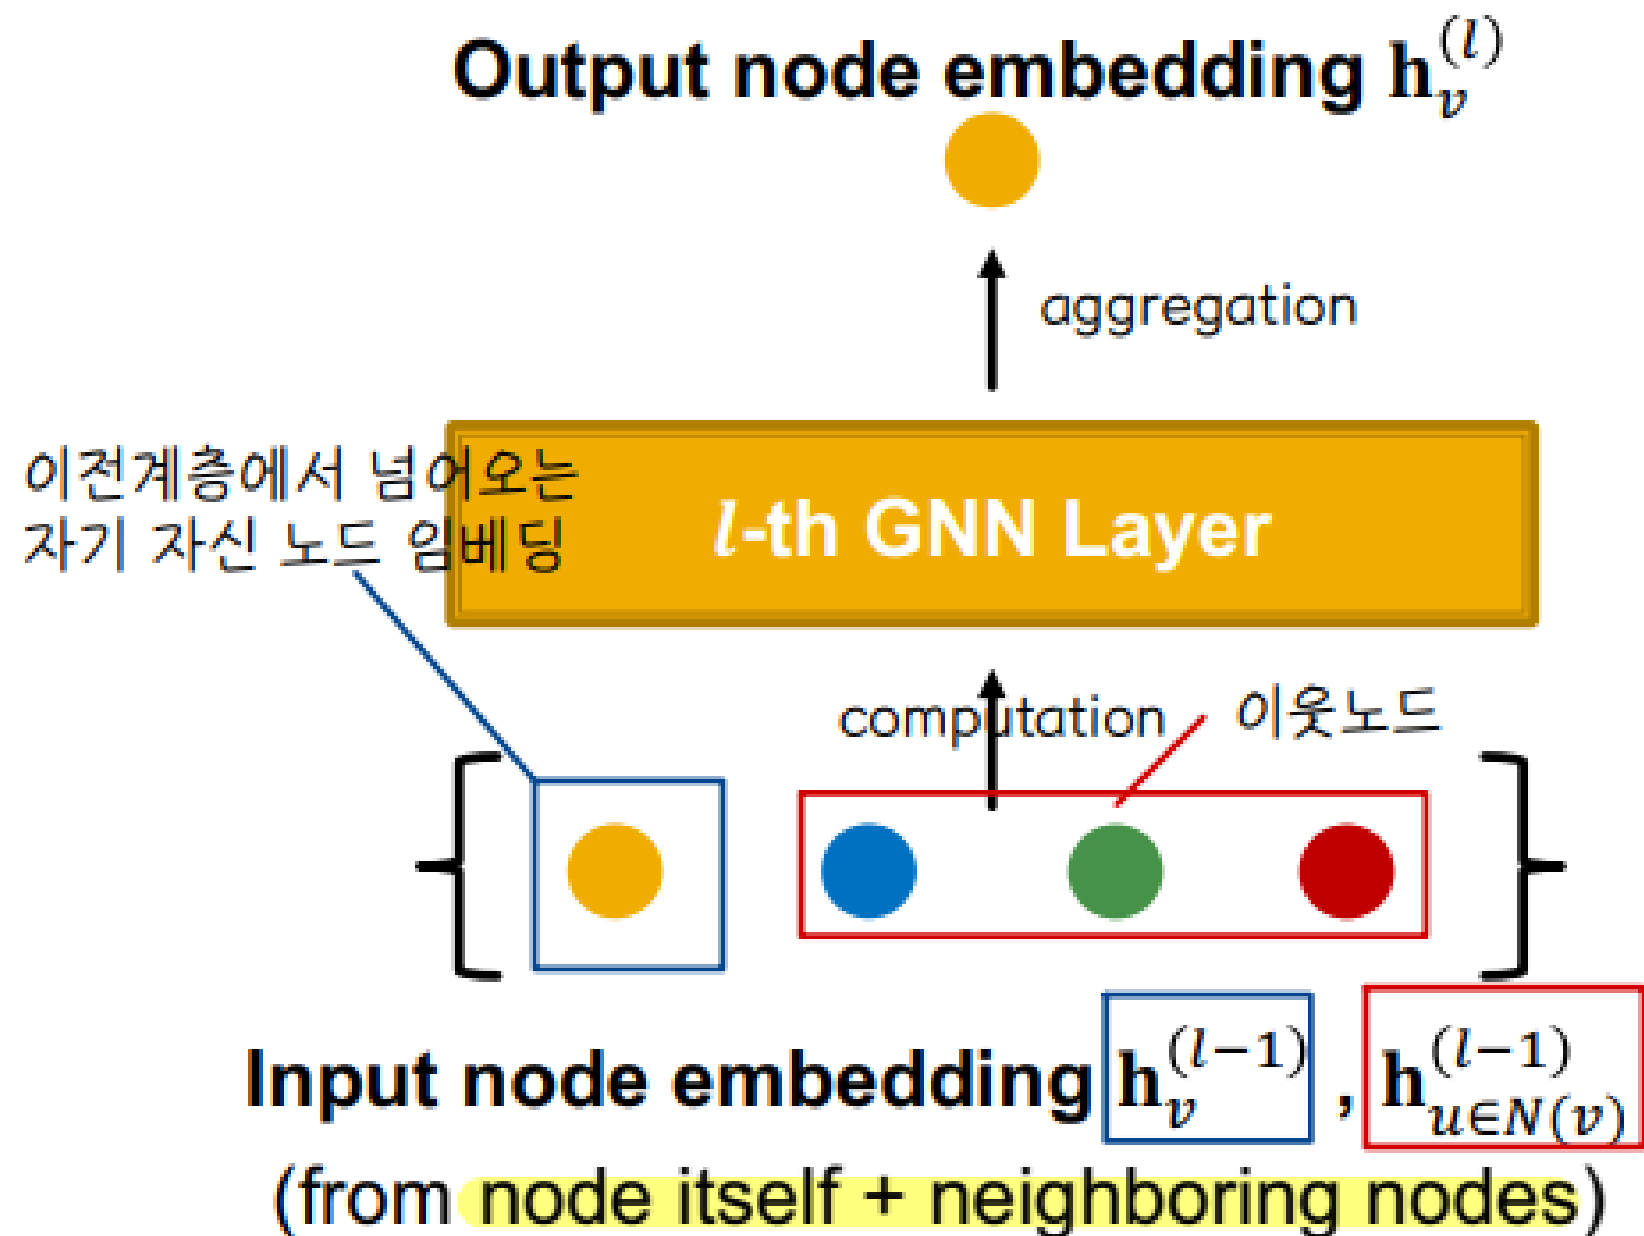 Output node embedding h_v^{(l)}
aggregation
이전계층에서 넘어오는
자기 자신 노드 임베딩
l-th GNN Layer
computation
이웃노드
Input node embedding h_v^{(l-1)} , h_{u∈N(v)}^{(l-1)}
(from node itself + neighboring nodes)